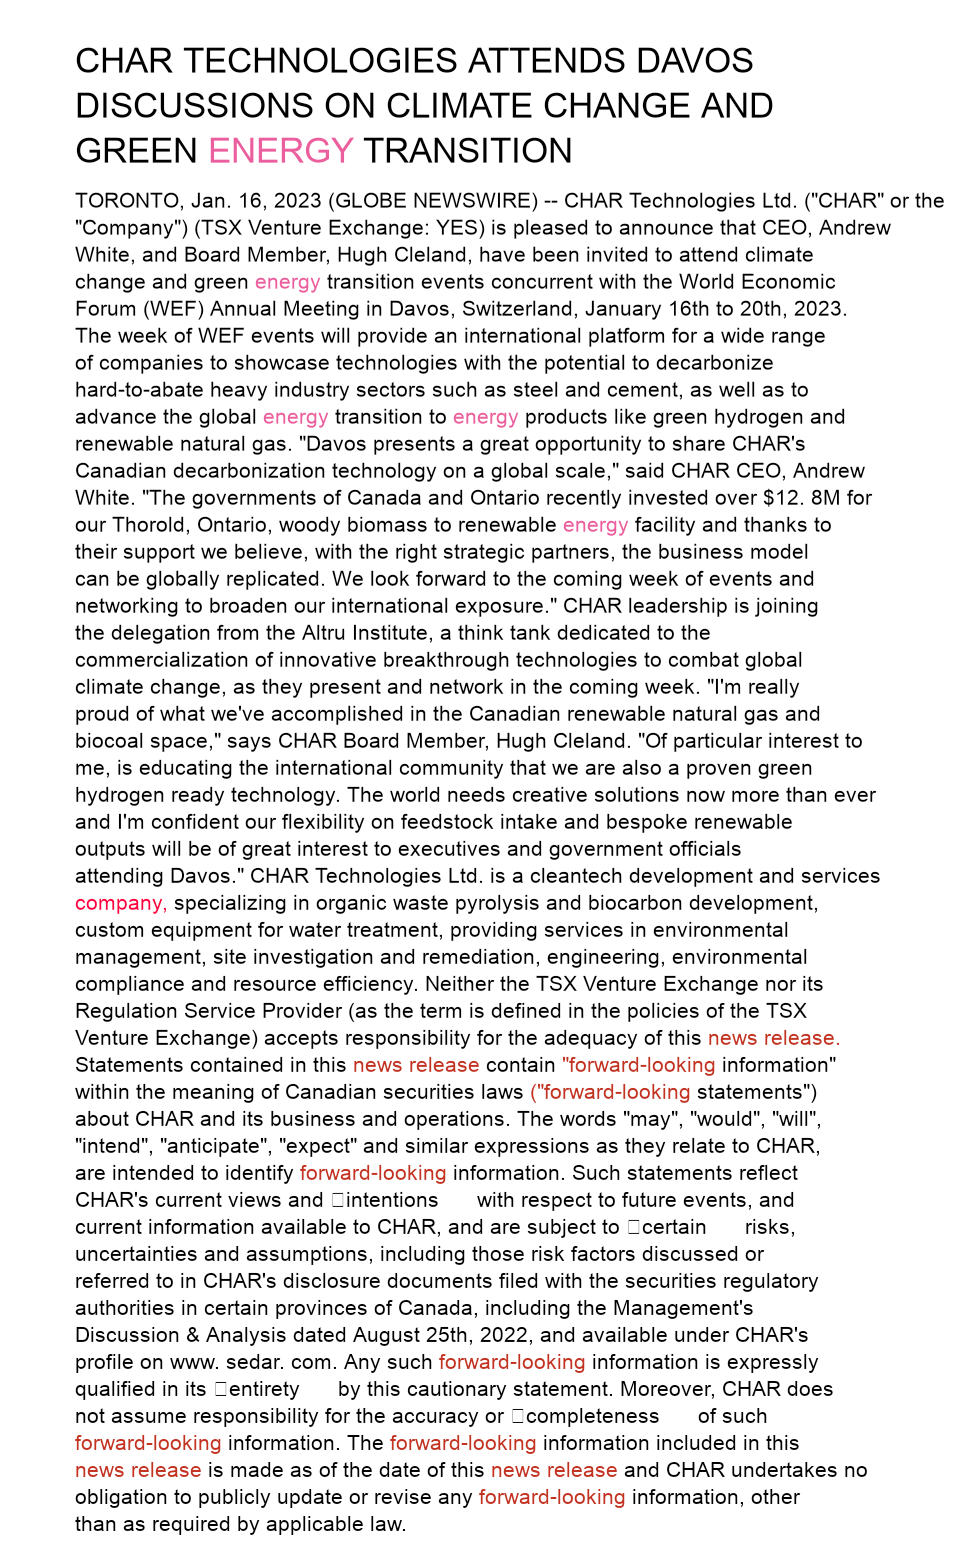 CHAR TECHNOLOGIES ATTENDS DAVOS
DISCUSSIONS ON CLIMATE CHANGE AND
GREEN ENERGY TRANSITION
TORONTO, Jan. 16, 2023 (GLOBE NEWSWIRE) -- CHAR Technologies Ltd. ("CHAR" or the
"Company") (TSX Venture Exchange: YES) is pleased to announce that CEO, Andrew
White, and Board Member, Hugh Cleland, have been invited to attend climate
change and green energy transition events concurrent with the World Economic
Forum (WEF) Annual Meeting in Davos, Switzerland, January 16th to 20th, 2023.
The week of WEF events will provide an international platform for a wide range
of companies to showcase technologies with the potential to decarbonize
hard-to-abate heavy industry sectors such as steel and cement, as well as to
advance the global energy transition to energy products like green hydrogen and
renewable natural gas. "Davos presents a great opportunity to share CHAR's
Canadian decarbonization technology on a global scale," said CHAR CEO, Andrew
White. "The governments of Canada and Ontario recently invested over $12. 8M for
our Thorold, Ontario, woody biomass to renewable energy facility and thanks to
their support we believe, with the right strategic partners, the business model
can be globally replicated. We look forward to the coming week of events and
networking to broaden our international exposure." CHAR leadership is joining
the delegation from the Altru Institute, a think tank dedicated to the
commercialization of innovative breakthrough technologies to combat global
climate change, as they present and network in the coming week. "I'm really
proud of what we've accomplished in the Canadian renewable natural gas and
biocoal space," says CHAR Board Member, Hugh Cleland. "Of particular interest to
me, is educating the international community that we are also a proven green
hydrogen ready technology. The world needs creative solutions now more than ever
and I'm confident our flexibility on feedstock intake and bespoke renewable
outputs will be of great interest to executives and government officials
attending Davos." CHAR Technologies Ltd. is a cleantech development and services
company, specializing in organic waste pyrolysis and biocarbon development,
custom equipment for water treatment, providing services in environmental
management, site investigation and remediation, engineering, environmental
compliance and resource efficiency. Neither the TSX Venture Exchange nor its
Regulation Service Provider (as the term is defined in the policies of the TSX
Venture Exchange) accepts responsibility for the adequacy of this news release.
Statements contained in this news release contain "forward-looking information"
within the meaning of Canadian securities laws ("forward-looking statements")
about CHAR and its business and operations. The words "may", "would", "will",
"intend", "anticipate", "expect" and similar expressions as they relate to CHAR,
are intended to identify forward-looking information. Such statements reflect
CHAR's current views and intentions with respect to future events, and
current information available to CHAR, and are subject to certain risks,
uncertainties and assumptions, including those risk factors discussed or
referred to in CHAR's disclosure documents filed with the securities regulatory
authorities in certain provinces of Canada, including the Management's
Discussion & Analysis dated August 25th, 2022, and available under CHAR's
profile on www. sedar. com. Any such forward-looking information is expressly
qualified in its entirety by this cautionary statement. Moreover, CHAR does
not assume responsibility for the accuracy or completeness of such
forward-looking information. The forward-looking information included in this
news release is made as of the date of this news release and CHAR undertakes no
obligation to publicly update or revise any forward-looking information, other
than as required by applicable law.